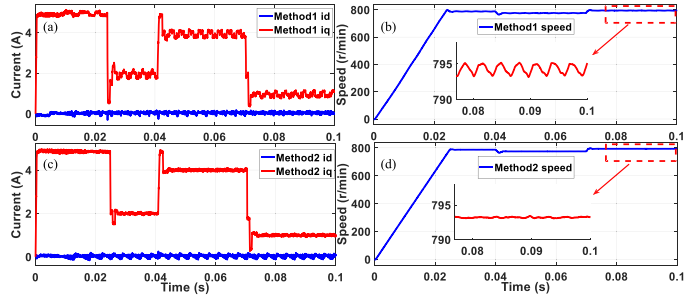 (a)
Method1 id
Method1 iq
Current (A)
4
2
0
0 0.02 0.04 0.06 0.08 0.1
(b)
Method1 speed
Speed (r/min)
800
600
400
200
0
795
790
0.08 0.09 0.1
0 0.02 0.04 0.06 0.08 0.1
(c)
Method2 id
Method2 iq
Current (A)
4
2
0
0 0.02 0.04 0.06 0.08 0.1
Time (s)
(d)
Method2 speed
Speed (r/min)
800
600
400
200
0
795
790
0.08 0.09 0.1
0 0.02 0.04 0.06 0.08 0.1
Time (s)